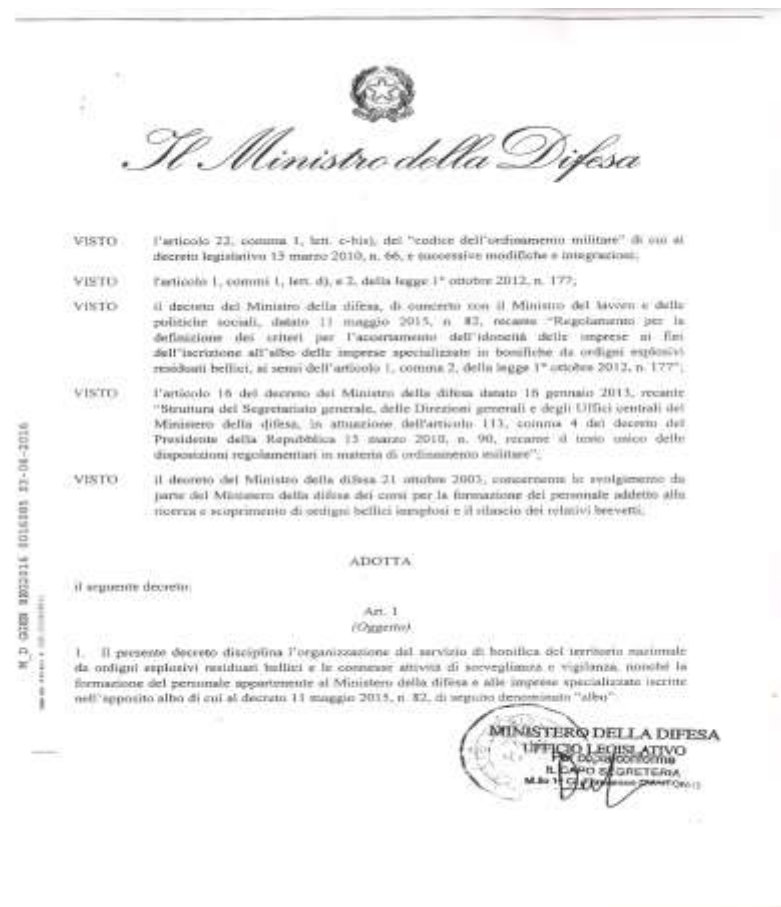 Il Ministro della Difesa
VISTO l'articolo 22, comma 1, lett. c-bis), del "codice dell'ordinamento militare" di cui al
decreto legislativo 15 marzo 2010, n. 66, e successive modifiche e integrazioni;
VISTO l'articolo 1, commi 1, lett. d), e 2, della legge 1° ottobre 2012, n. 177;
VISTO il decreto del Ministro della difesa, di concerto con il Ministro del lavoro e delle
politiche sociali, datato 11 maggio 2015, n. 82, recante "Regolamento per la
definizione dei criteri per l'accertamento dell'idoneità delle imprese ai fini
dell'iscrizione all'albo delle imprese specializzate in bonifiche da ordigni esplosivi
residuati bellici, ai sensi dell'articolo 1, comma 2, della legge 1° ottobre 2012, n. 177";
VISTO l'articolo 16 del decreto del Ministro della difesa datato 16 gennaio 2013, recante
"Struttura del Segretariato generale, delle Direzioni generali e degli Uffici centrali del
Ministero della difesa, in attuazione dell'articolo 113, comma 4 del decreto del
Presidente della Repubblica 15 marzo 2010, n. 90, recante il testo unico delle
disposizioni regolamentari in materia di ordinamento militare";
VISTO il decreto del Ministro della difesa 21 ottobre 2003, concernente lo svolgimento da
parte del Ministero della difesa dei corsi per la formazione del personale addetto alla
ricerca e scoprimento di ordigni bellici inesplosi e il rilascio dei relativi brevetti,
ADOTTA
il seguente decreto:
Art. 1
(Oggetto)
1. Il presente decreto disciplina l'organizzazione del servizio di bonifica del territorio nazionale
da ordigni esplosivi residuati bellici e le connesse attività di sorveglianza e vigilanza, nonché la
formazione del personale appartenente al Ministero della difesa e alle imprese specializzate iscritte
nell'apposito albo di cui al decreto 11 maggio 2015, n. 82, di seguito denominato "albo"
MINISTERO DELLA DIFESA
UFFICIO LEGISLATIVO
Per copia conforme
IL CAPO SEGRETERIA
M_D GGEN REG2016